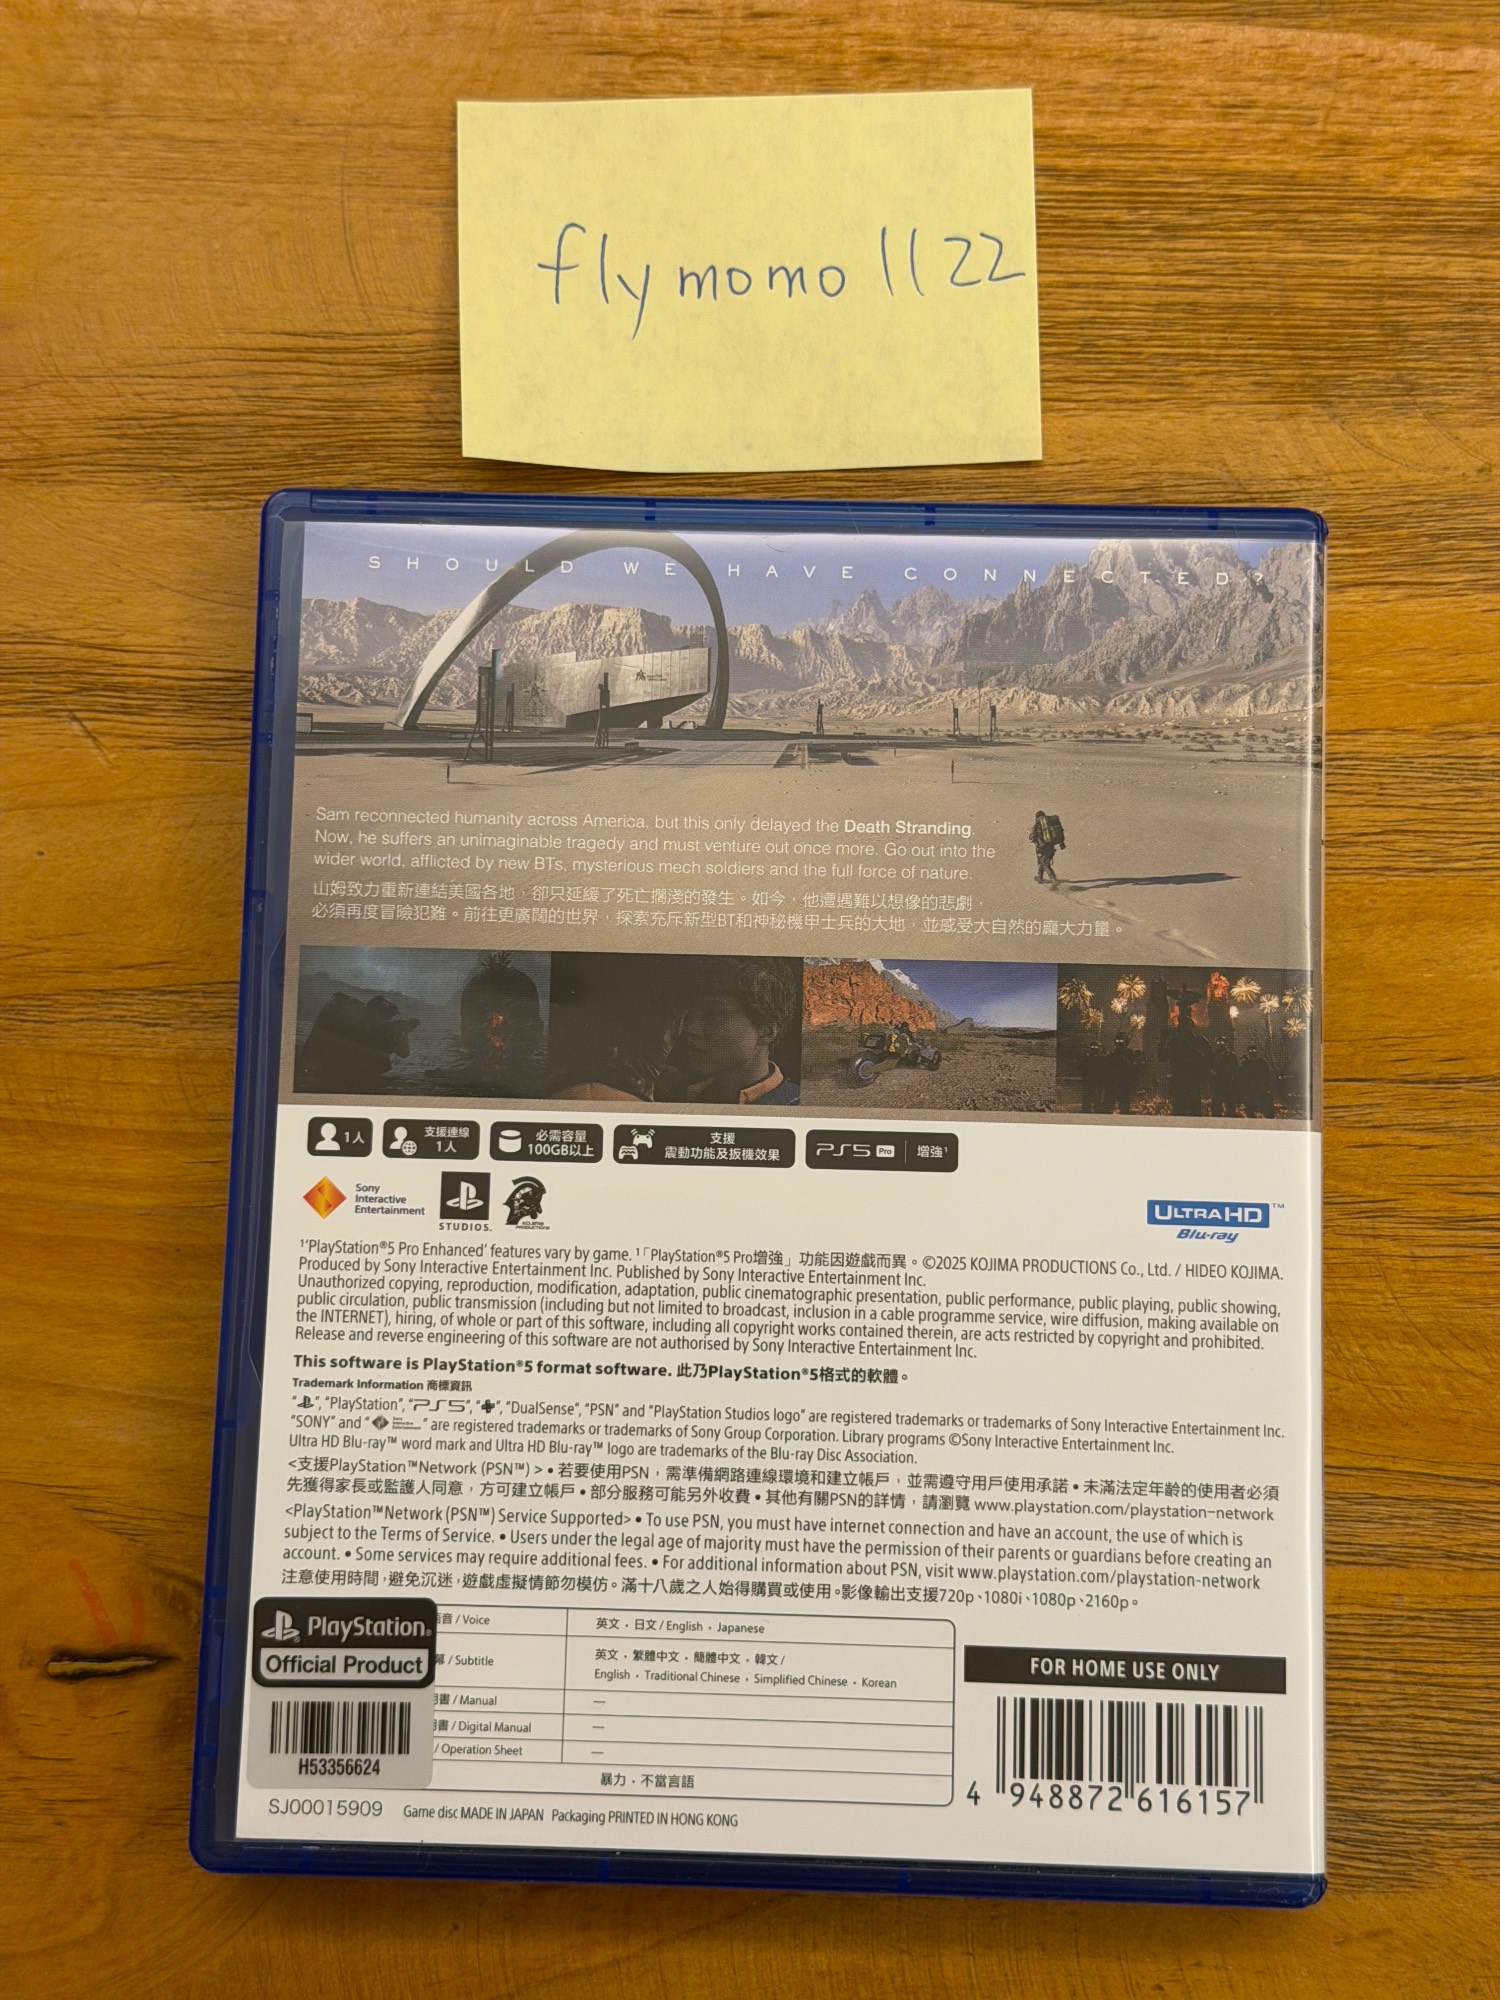 flymomo1122
SHOULD WE HAVE CONNECTED?
Sam reconnected humanity across America, but this only delayed the Death Stranding.
Now, he suffers an unimaginable tragedy and must venture out once more. Go out into the
wider world, afflicted by new BTs, mysterious mech soldiers and the full force of nature.
山姆致力重新連結美國各地，卻只延緩了死亡擱淺的發生。如今，他遭遇難以想像的悲劇，
必須再度冒險犯難。前往更廣闊的世界，探索充斥新型BT和神秘機甲士兵的大地，並感受大自然的龐大力量。
1人
支援連線
1人
必需容量
100GB以上
支援
震動功能及扳機效果
PS5 Pro 增強¹
Sony
Interactive
Entertainment
STUDIOS.
KOJIMA
PRODUCTIONS
ULTRA HD™
Blu-ray
¹'PlayStation®5 Pro Enhanced' features vary by game. ¹「PlayStation®5 Pro增強」功能因遊戲而異。©2025 KOJIMA PRODUCTIONS Co., Ltd. / HIDEO KOJIMA.
Produced by Sony Interactive Entertainment Inc. Published by Sony Interactive Entertainment Inc.
Unauthorized copying, reproduction, modification, adaptation, public cinematographic presentation, public performance, public playing, public showing,
public circulation, public transmission (including but not limited to broadcast, inclusion in a cable programme service, wire diffusion, making available on
the INTERNET), hiring, of whole or part of this software, including all copyright works contained therein, are acts restricted by copyright and prohibited.
Release and reverse engineering of this software are not authorised by Sony Interactive Entertainment Inc.
This software is PlayStation®5 format software. 此乃PlayStation®5格式的軟體。
Trademark Information 商標資訊
"", "PlayStation", "PS5", "", "DualSense", "PSN" and "PlayStation Studios logo" are registered trademarks or trademarks of Sony Interactive Entertainment Inc.
"SONY" and "" are registered trademarks or trademarks of Sony Group Corporation. Library programs ©Sony Interactive Entertainment Inc.
Ultra HD Blu-ray™ word mark and Ultra HD Blu-ray™ logo are trademarks of the Blu-ray Disc Association.
<支援PlayStation™Network (PSN™) > • 若要使用PSN，需準備網路連線環境和建立帳戶，並需遵守用戶使用承諾 • 未滿法定年齡的使用者必須
先獲得家長或監護人同意，方可建立帳戶 • 部分服務可能另外收費 • 其他有關PSN的詳情，請瀏覽 www.playstation.com/playstation-network
<PlayStation™Network (PSN™) Service Supported> • To use PSN, you must have internet connection and have an account, the use of which is
subject to the Terms of Service. • Users under the legal age of majority must have the permission of their parents or guardians before creating an
account. • Some services may require additional fees. • For additional information about PSN, visit www.playstation.com/playstation-network
注意使用時間，避免沉迷，遊戲虛擬情節勿模仿。滿十八歲之人始得購買或使用。影像輸出支援720p、1080i、1080p、2160p。
PlayStation®
Official Product
H53356624
音 / Voice 英文・日文 / English・Japanese
幕 / Subtitle 英文・繁體中文・簡體中文・韓文 /
English・Traditional Chinese・Simplified Chinese・Korean
書 / Manual —
書 / Digital Manual —
/ Operation Sheet —
暴力・不當言語
FOR HOME USE ONLY
4 948872 616157
SJ00015909 Game disc MADE IN JAPAN Packaging PRINTED IN HONG KONG